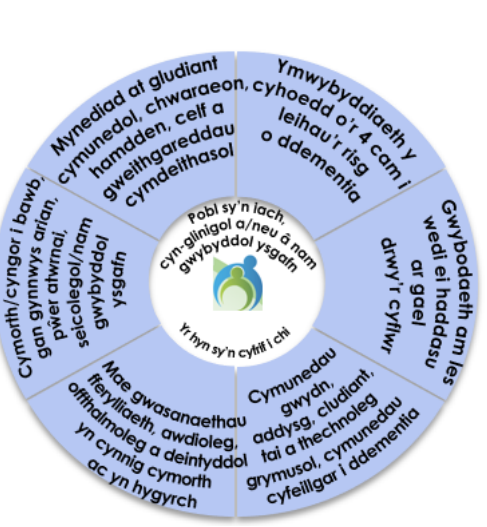 Pobl sy'n iach,
cyn-glinigol a/neu â nam
gwybyddol ysgafn
Yr hyn sy'n cyfrif i chi
Ymwybyddiaeth y
cyhoedd o'r 4 cam i
leihau'r risg
o ddementia
Gwybodaeth am les
wedi ei haddasu
ar gael
drwy'r cyflwr
Cymunedau
gwydn,
addysg, cludiant,
tai a thechnoleg
grymusol, cymunedau
cyfeillgar i ddementia
Mae gwasanaethau
fferylliaeth, awdioleg,
offthalmoleg a deintyddol
yn cynnig cymorth
ac yn hygyrch
Cymorth/cyngor i bawb,
gan gynnwys arian,
pŵer atwrnai,
seicolegol/nam
gwybyddol
ysgafn
Mynediad at gludiant
cymunedol, chwaraeon,
hamdden, celf a
gweithgareddau
cymdeithasol